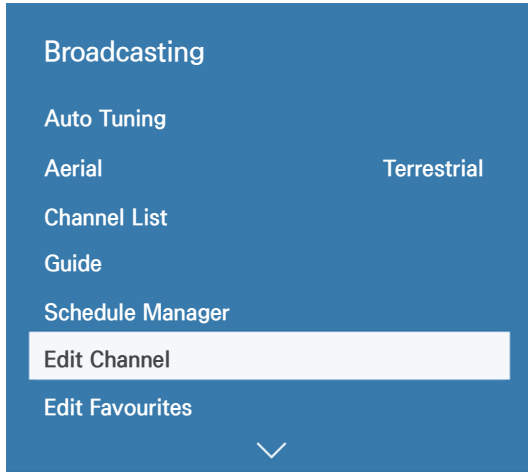 Broadcasting
Auto Tuning
Aerial Terrestrial
Channel List
Guide
Schedule Manager
Edit Channel
Edit Favourites